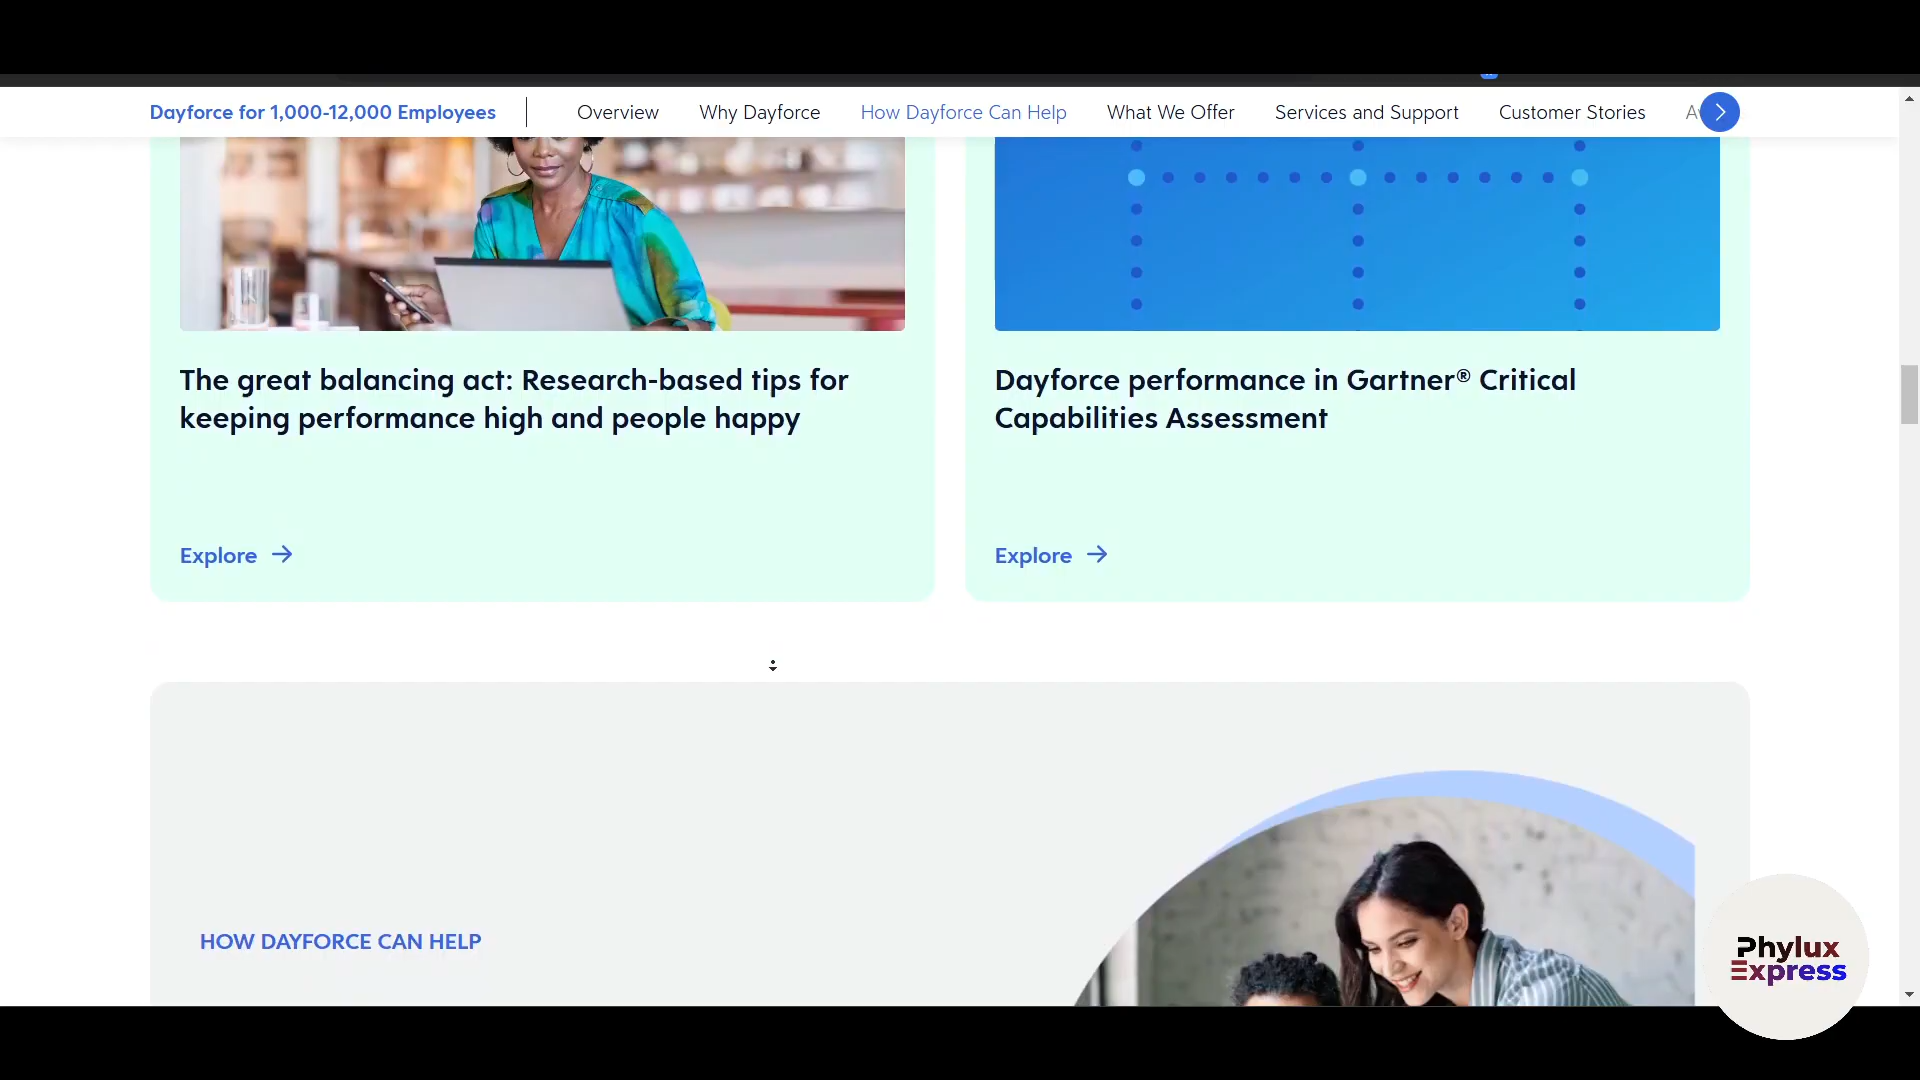 Dayforce for 1,000-12,000 Employees
Overview
Why Dayforce
How Dayforce Can Help
What We Offer
Services and Support
Customer Stories
The great balancing act: Research-based tips for
keeping performance high and people happy
Explore
Dayforce performance in Gartner® Critical
Capabilities Assessment
Explore
HOW DAYFORCE CAN HELP
Phylux
Express